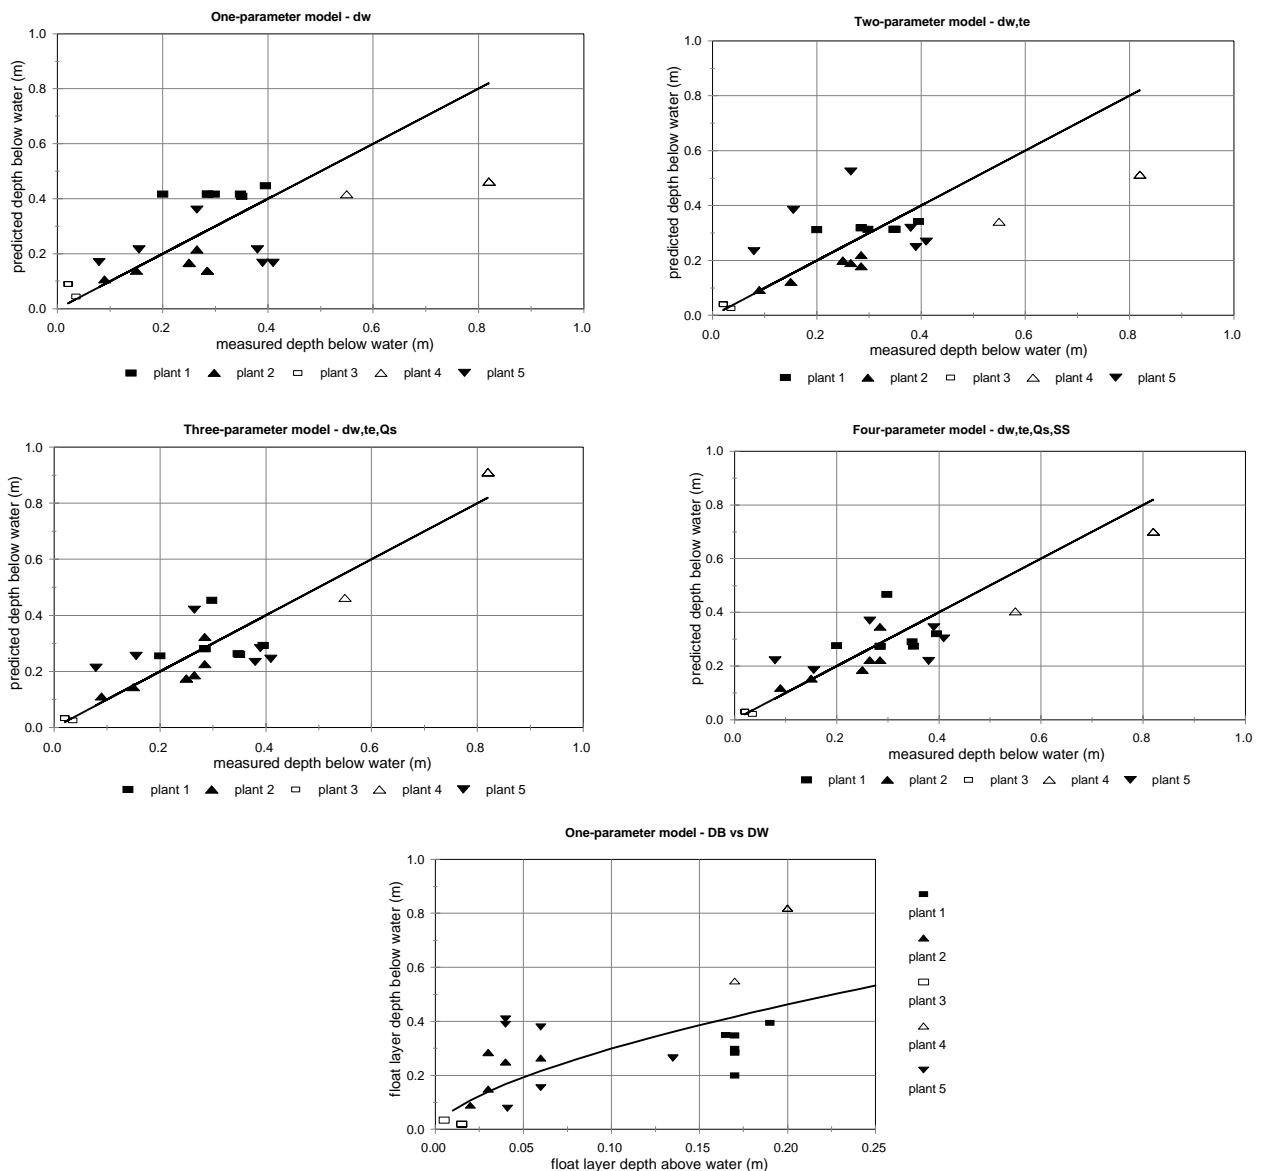 One-parameter model - dw
1.0
0.8
0.6
0.4
0.2
0.0
predicted depth below water (m)
0.0 0.2 0.4 0.6 0.8 1.0
measured depth below water (m)
plant 1 plant 2 plant 3 plant 4 plant 5
Two-parameter model - dw,te
1.0
0.8
0.6
0.4
0.2
0.0
predicted depth below water (m)
0.0 0.2 0.4 0.6 0.8 1.0
measured depth below water (m)
plant 1 plant 2 plant 3 plant 4 plant 5
Three-parameter model - dw,te,Qs
1.0
0.8
0.6
0.4
0.2
0.0
predicted depth below water (m)
0.0 0.2 0.4 0.6 0.8 1.0
measured depth below water (m)
plant 1 plant 2 plant 3 plant 4 plant 5
Four-parameter model - dw,te,Qs,SS
1.0
0.8
0.6
0.4
0.2
0.0
predicted depth below water (m)
0.0 0.2 0.4 0.6 0.8 1.0
measured depth below water (m)
plant 1 plant 2 plant 3 plant 4 plant 5
One-parameter model - DB vs DW
1.0
0.8
0.6
0.4
0.2
0.0
float layer depth below water (m)
0.00 0.05 0.10 0.15 0.20 0.25
float layer depth above water (m)
plant 1
plant 2
plant 3
plant 4
plant 5